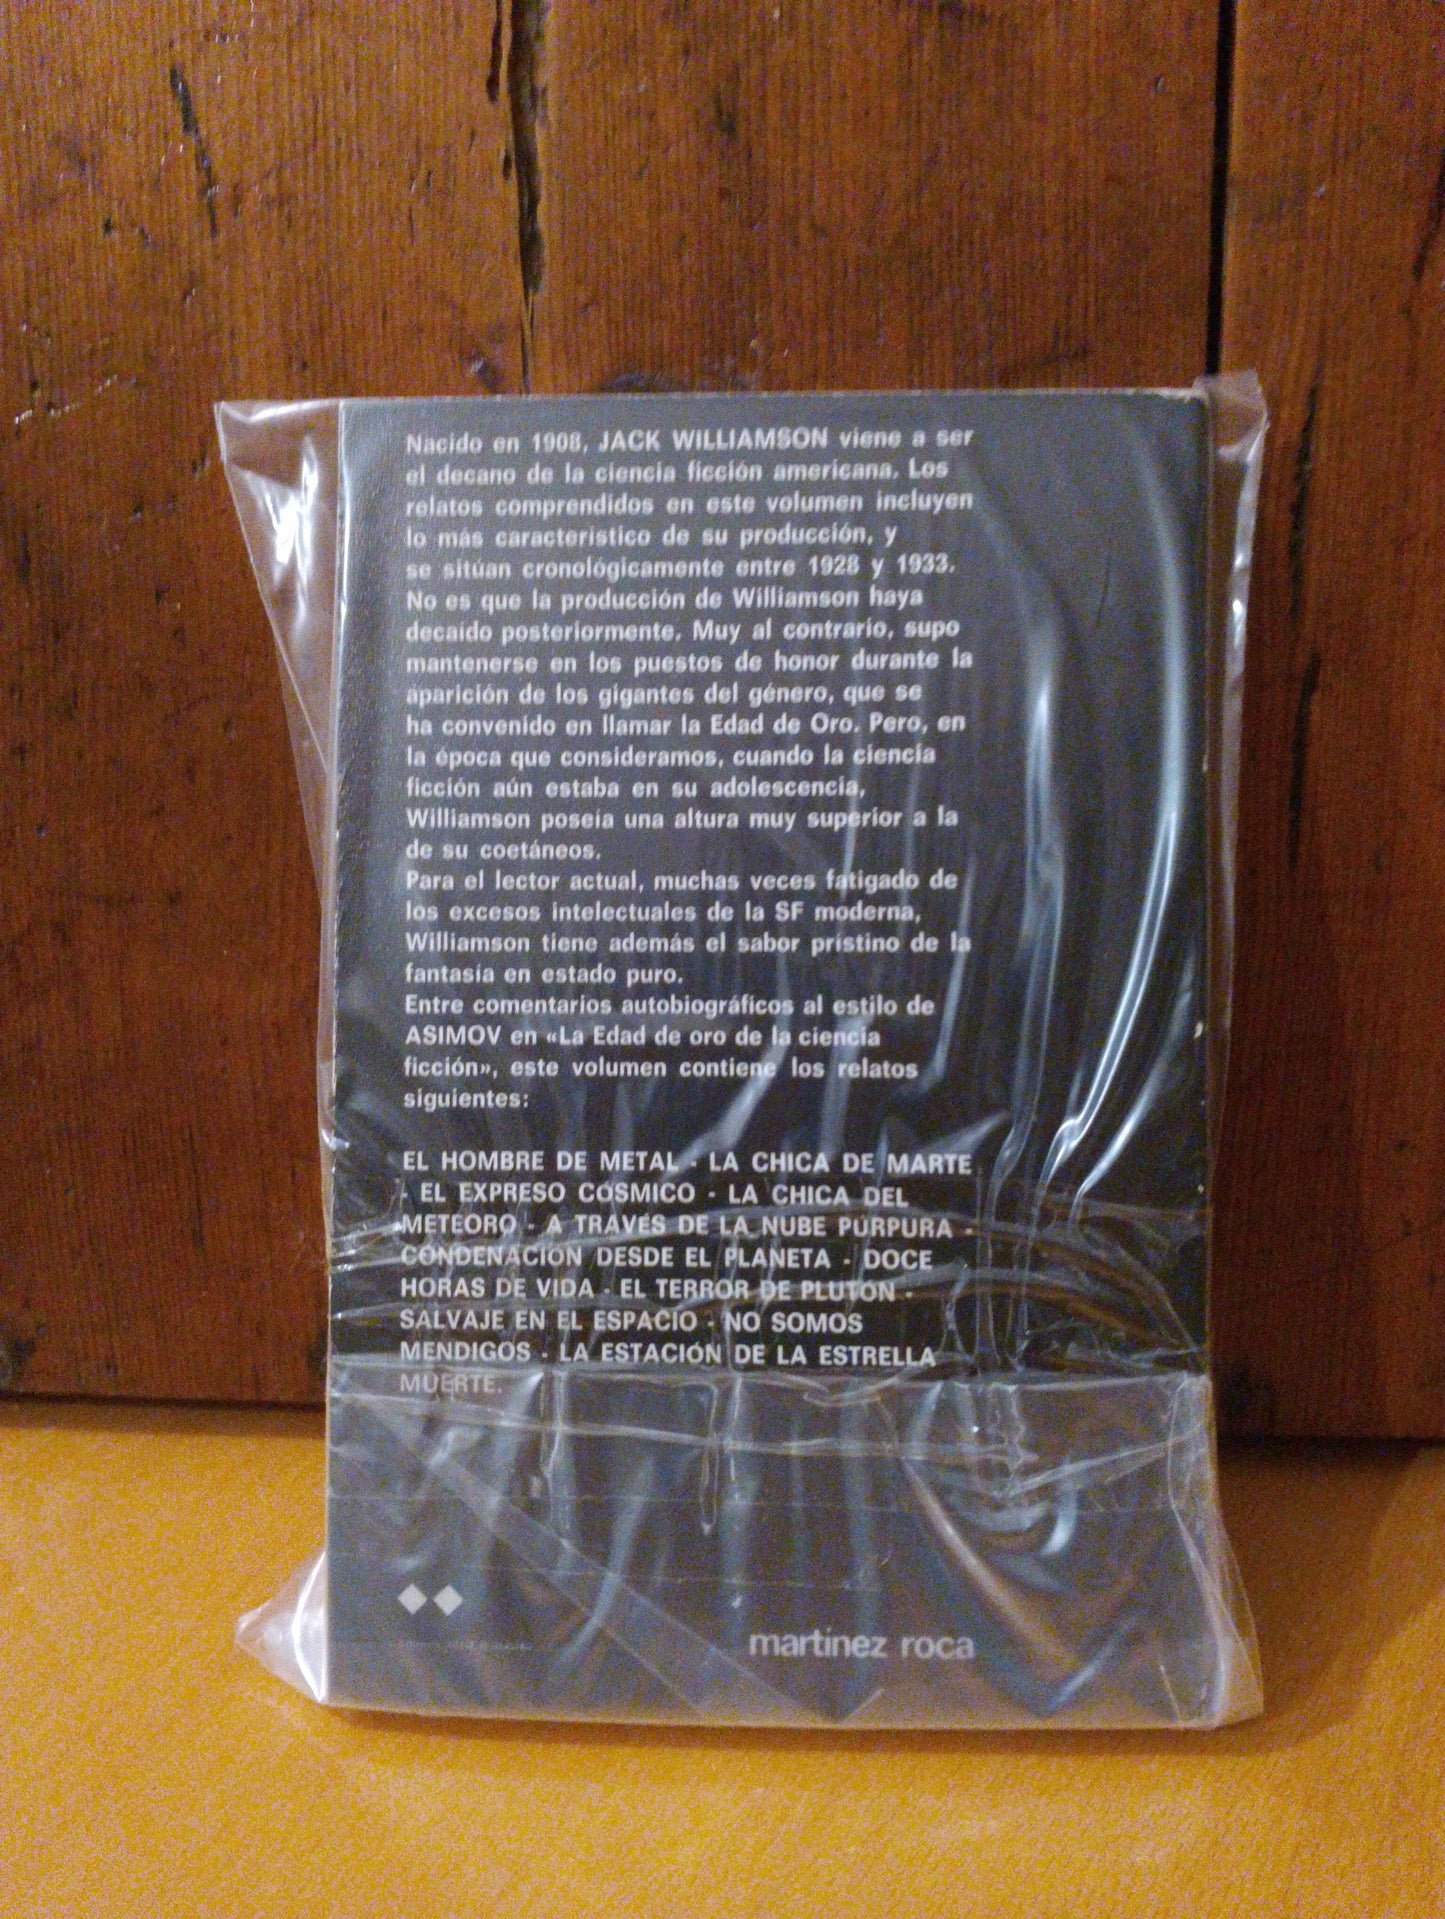 Nacido en 1908, JACK WILLIAMSON viene a ser
el decano de la ciencia ficción americana. Los
relatos comprendidos en este volumen incluyen
lo más característico de su producción, y
se sitúan cronológicamente entre 1928 y 1933.
No es que la producción de Williamson haya
decaído posteriormente. Muy al contrario, supo
mantenerse en los puestos de honor durante la
aparición de los gigantes del género, que se
ha convenido en llamar la Edad de Oro. Pero, en
la época que consideramos, cuando la ciencia
ficción aún estaba en su adolescencia,
Williamson poseía una altura muy superior a la
de su coetáneos.
Para el lector actual, muchas veces fatigado de
los excesos intelectuales de la SF moderna,
Williamson tiene además el sabor prístino de la
fantasía en estado puro.
Entre comentarios autobiográficos al estilo de
ASIMOV en «La Edad de oro de la ciencia
ficción», este volumen contiene los relatos
siguientes:
EL HOMBRE DE METAL · LA CHICA DE MARTE
· EL EXPRESO CÓSMICO · LA CHICA DEL
METEORO · A TRAVÉS DE LA NUBE PÚRPURA ·
CONDENACIÓN DESDE EL PLANETA · DOCE
HORAS DE VIDA · EL TERROR DE PLUTÓN ·
SALVAJE EN EL ESPACIO · NO SOMOS
MENDIGOS · LA ESTACIÓN DE LA ESTRELLA
MUERTE.
martínez roca